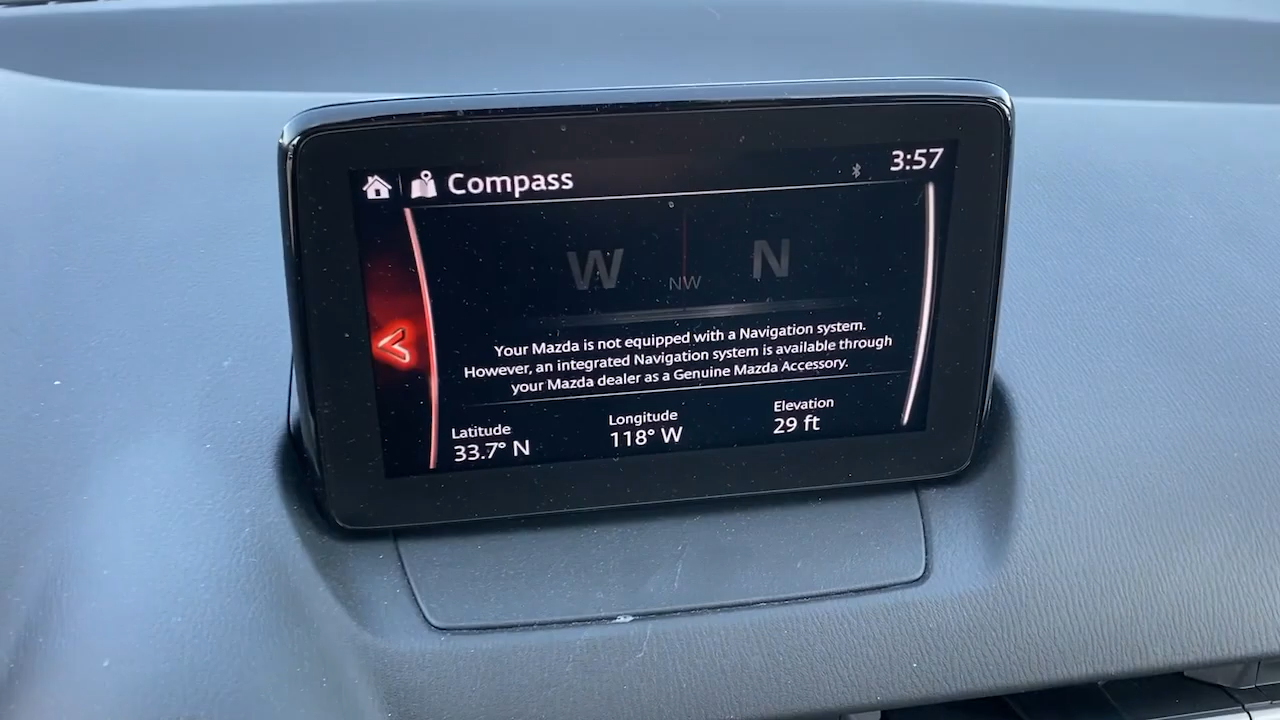 Compass
3:57
W
NW
N
Your Mazda is not equipped with a Navigation system.
However, an integrated Navigation system is available through
your Mazda dealer as a Genuine Mazda Accessory.
Latitude
33.7° N
Longitude
118° W
Elevation
29 ft